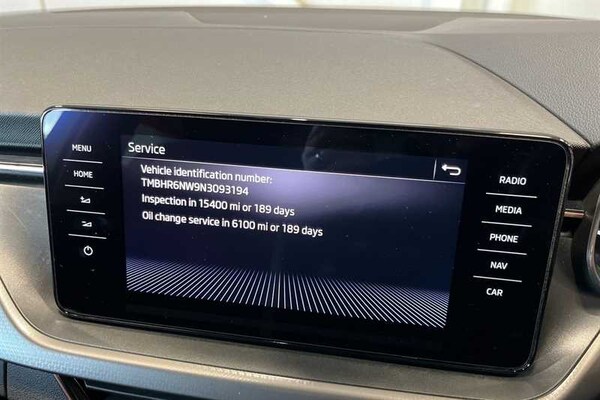 MENU
HOME
Service
Vehicle identification number:
TMBHR6NW9N3093194
Inspection in 15400 mi or 189 days
Oil change service in 6100 mi or 189 days
RADIO
MEDIA
PHONE
NAV
CAR